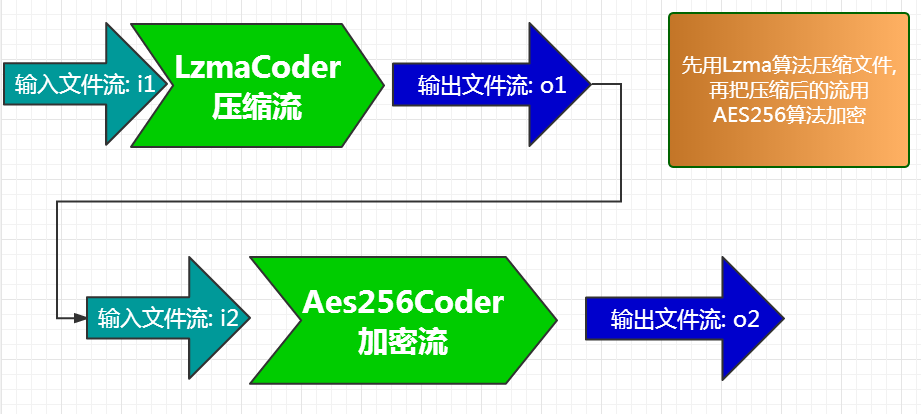 输入文件流: i1
LzmaCoder
压缩流
输出文件流: o1
先用Lzma算法压缩文件,
再把压缩后的流用
AES256算法加密
输入文件流: i2
Aes256Coder
加密流
输出文件流: o2